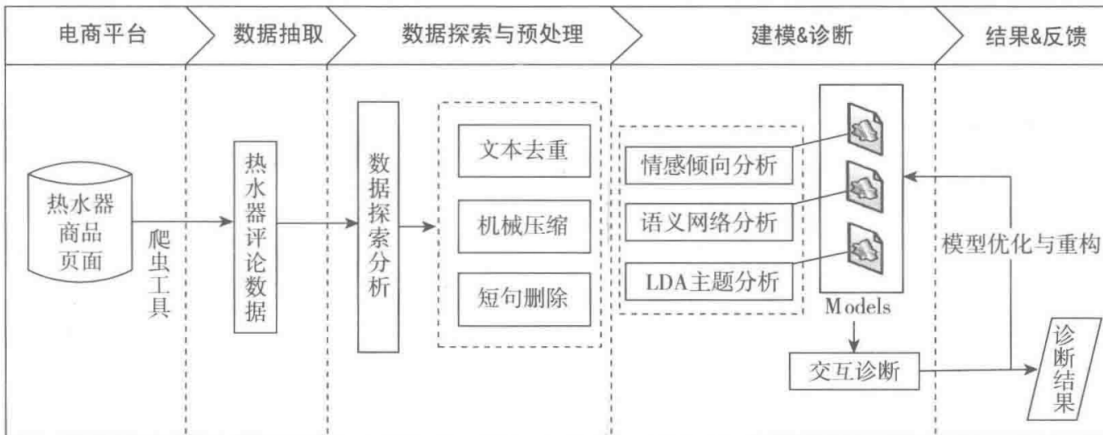 电商平台
数据抽取
数据探索与预处理
建模&诊断
结果&反馈
热水器
商品
页面
爬虫工具
热水器评论数据
数据探索分析
文本去重
机械压缩
短句删除
情感倾向分析
语义网络分析
LDA主题分析
Models
交互诊断
模型优化与重构
诊断结果